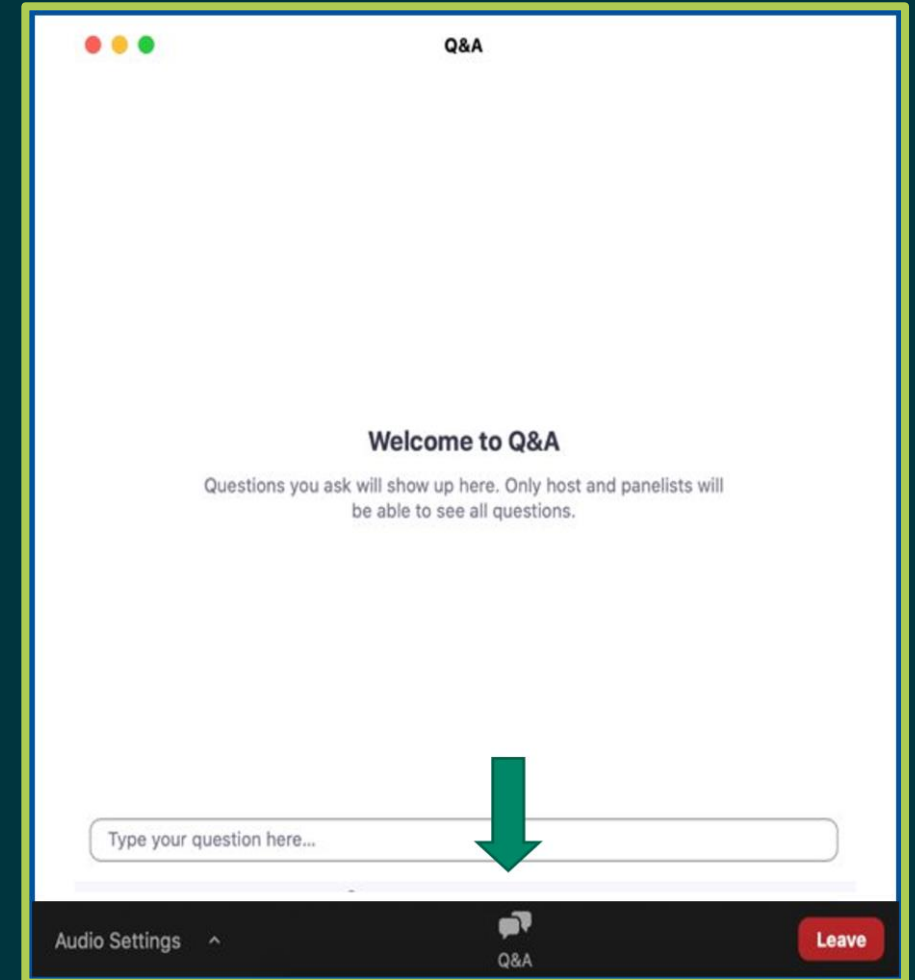 Q&A
Welcome to Q&A
Questions you ask will show up here. Only host and panelists will
be able to see all questions.
Type your question here...
Audio Settings
Q&A
Leave